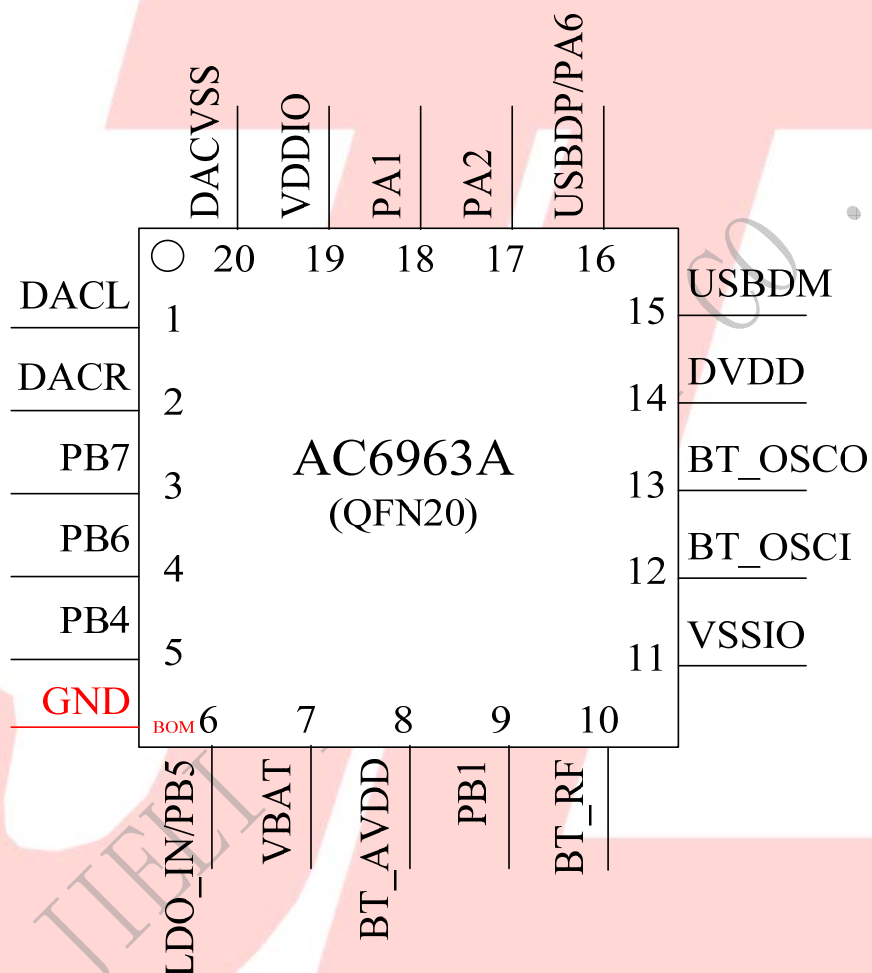 DACVSS
VDDIO
PA1
PA2
USBDP/PA6
20
19
18
17
16
DACL
1
DACR
2
PB7
3
PB6
4
PB4
5
GND
BOM
AC6963A
(QFN20)
15
USBDM
14
DVDD
13
BT_OSCO
12
BT_OSCI
11
VSSIO
6
7
8
9
10
LDO_IN/PB5
VBAT
BT_AVDD
PB1
BT_RF
JIELI
CO.